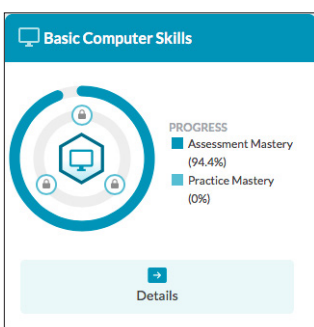 Basic Computer Skills
PROGRESS
Assessment Mastery
(94.4%)
Practice Mastery
(0%)
Details